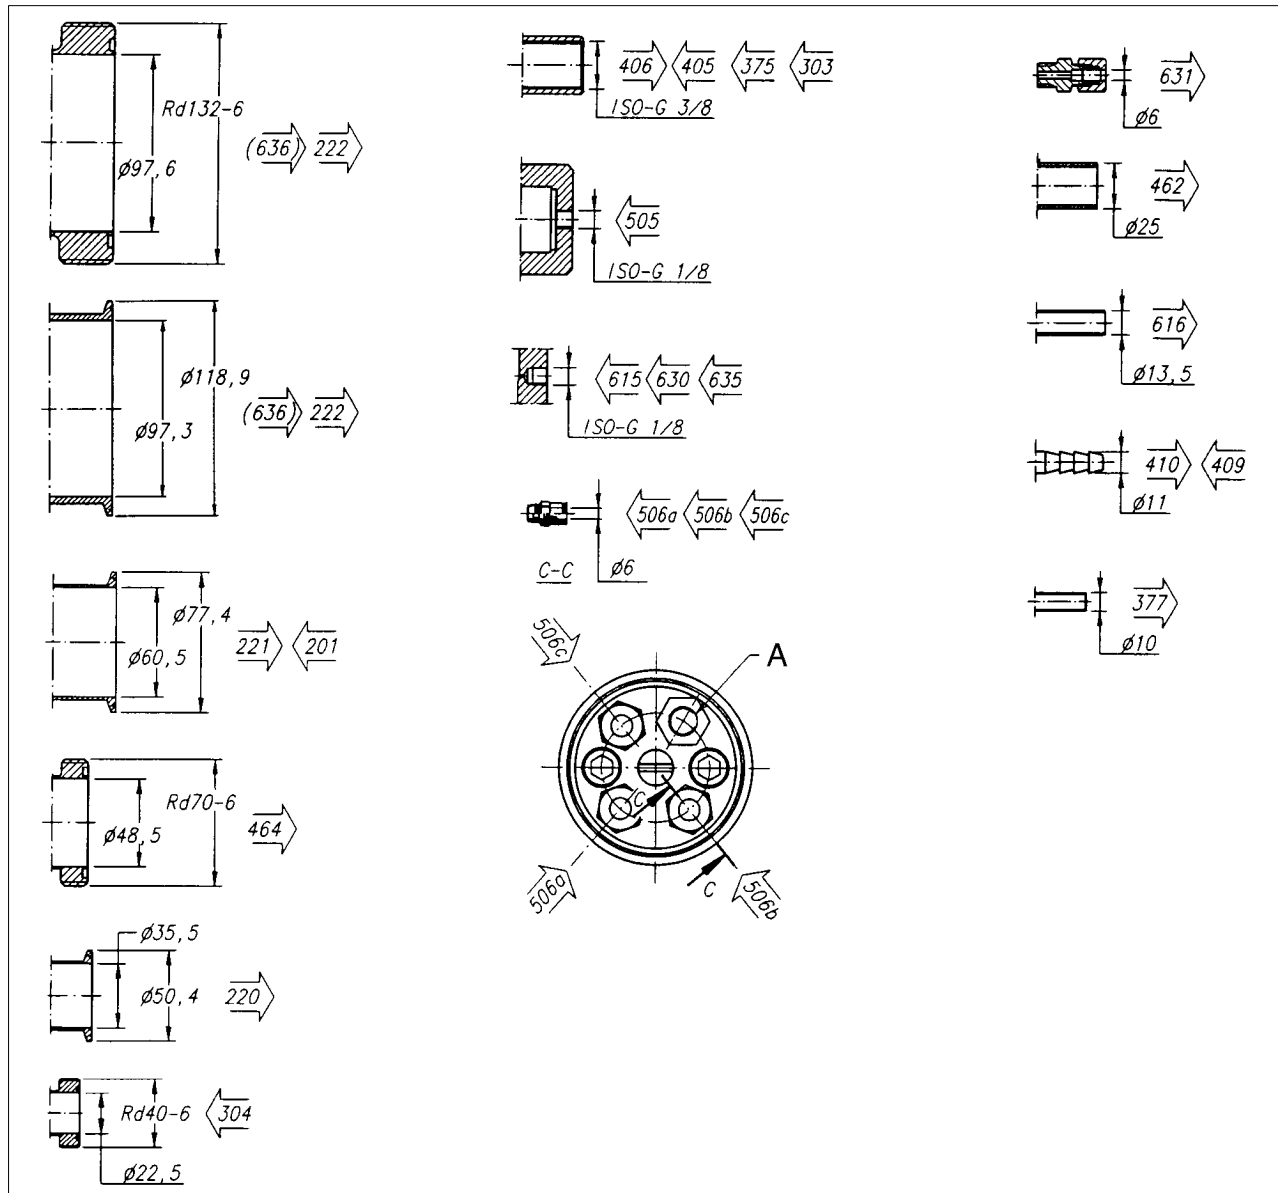 Rd132-6
ø97,6
(636) 222
ø118,9
ø97,3
(636) 222
ø77,4
ø60,5
221 201
Rd70-6
ø48,5
464
ø35,5
ø50,4
220
Rd40-6
304
ø22,5
406 405 375 303
ISO-G 3/8
505
ISO-G 1/8
615 630 635
ISO-G 1/8
506a 506b 506c
ø6
C-C
506c
A
C
C
506a
506b
631
ø6
462
ø25
616
ø13,5
410 409
ø11
377
ø10